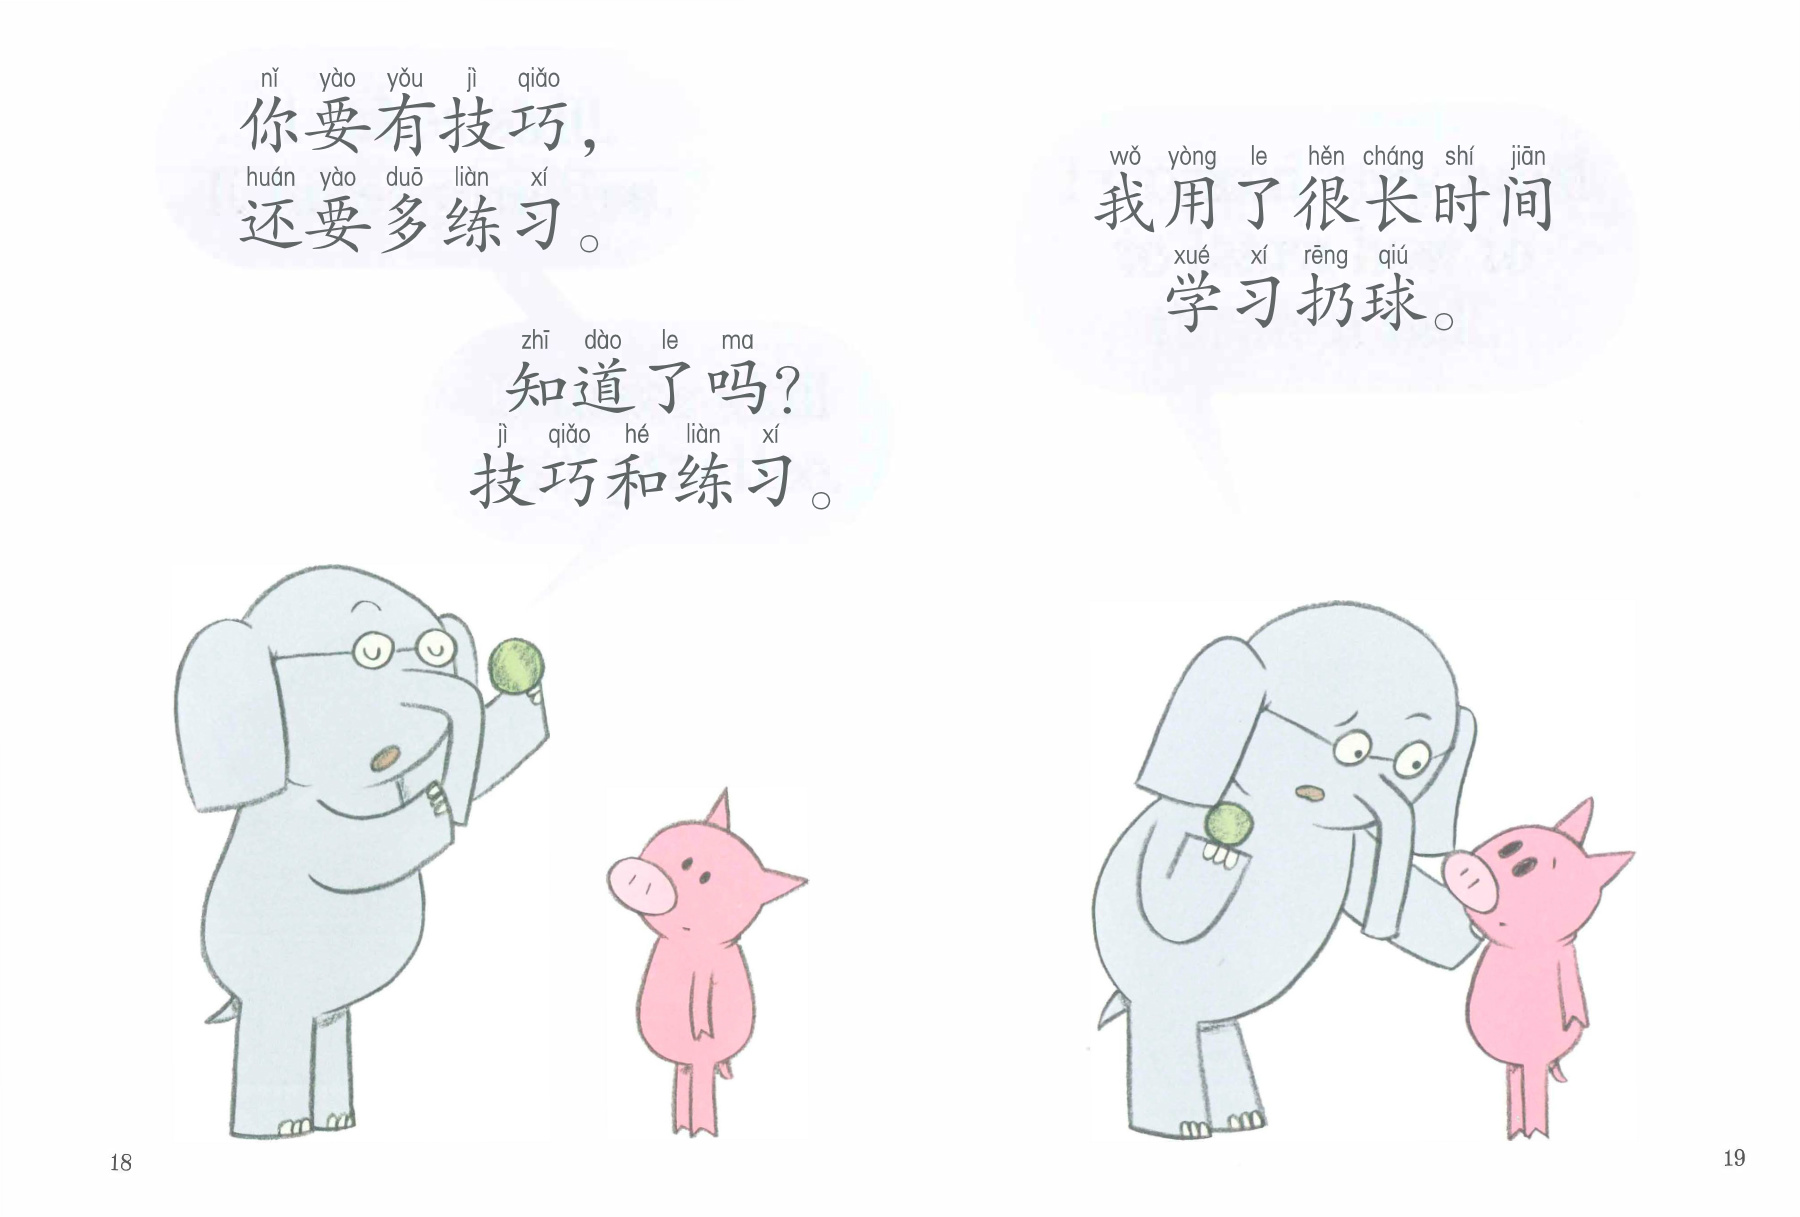 nǐ yào yǒu jì qiǎo
你要有技巧，
huán yào duō liàn xí
还要多练习。
zhī dào le ma
知道了吗？
jì qiǎo hé liàn xí
技巧和练习。
18
wǒ yòng le hěn cháng shí jiān
我用了很长时间
xué xí rēng qiú
学习扔球。
19